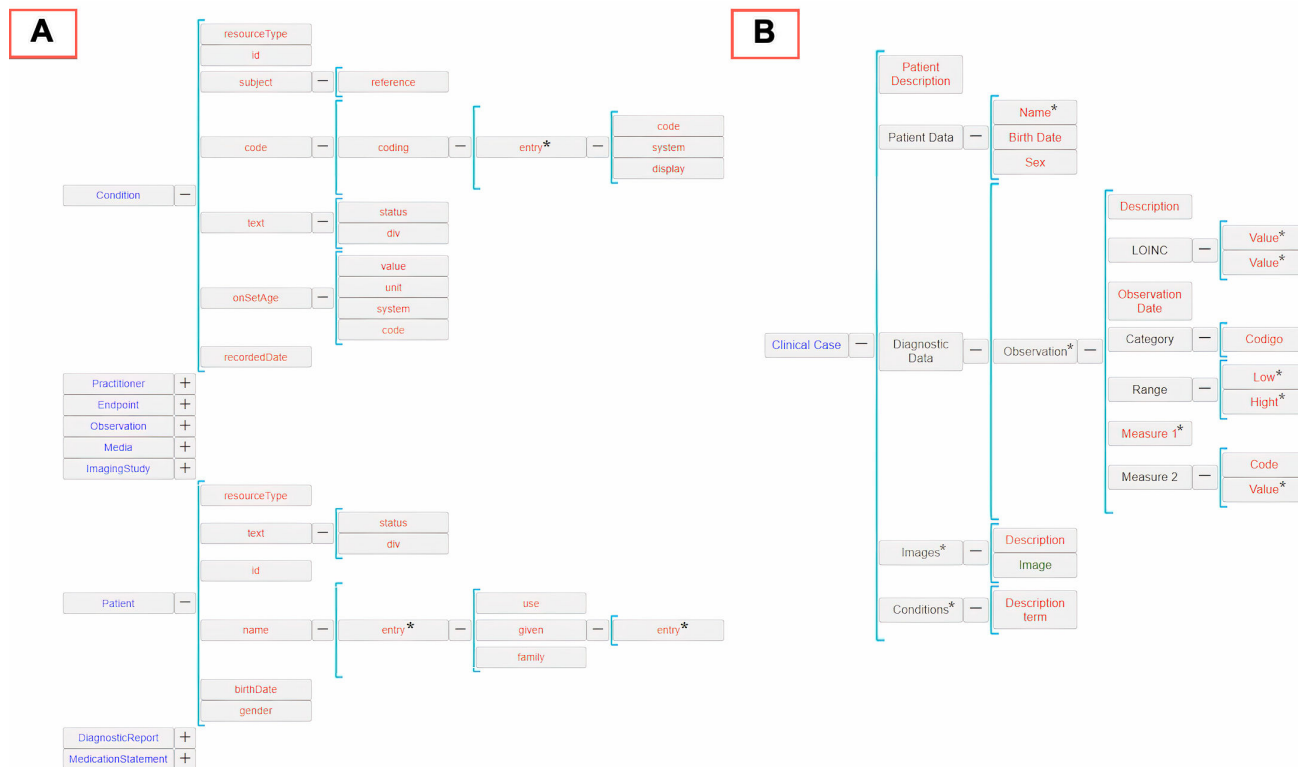 A
resourceType
id
subject
reference
code
coding
entry*
code
system
display
Condition
text
status
div
onSetAge
value
unit
system
code
recordedDate
Practitioner +
Endpoint +
Observation +
Media +
ImagingStudy +
resourceType
text
status
div
id
Patient
name
entry*
use
given
family
entry*
birthDate
gender
DiagnosticReport +
MedicationStatement +
B
Patient
Description
Patient Data
Name*
Birth Date
Sex
Clinical Case
Diagnostic
Data
Observation*
Description
LOINC
Value*
Value*
Observation
Date
Category
Codigo
Range
Low*
Hight*
Measure 1*
Measure 2
Code
Value*
Images*
Description
Image
Conditions*
Description
term